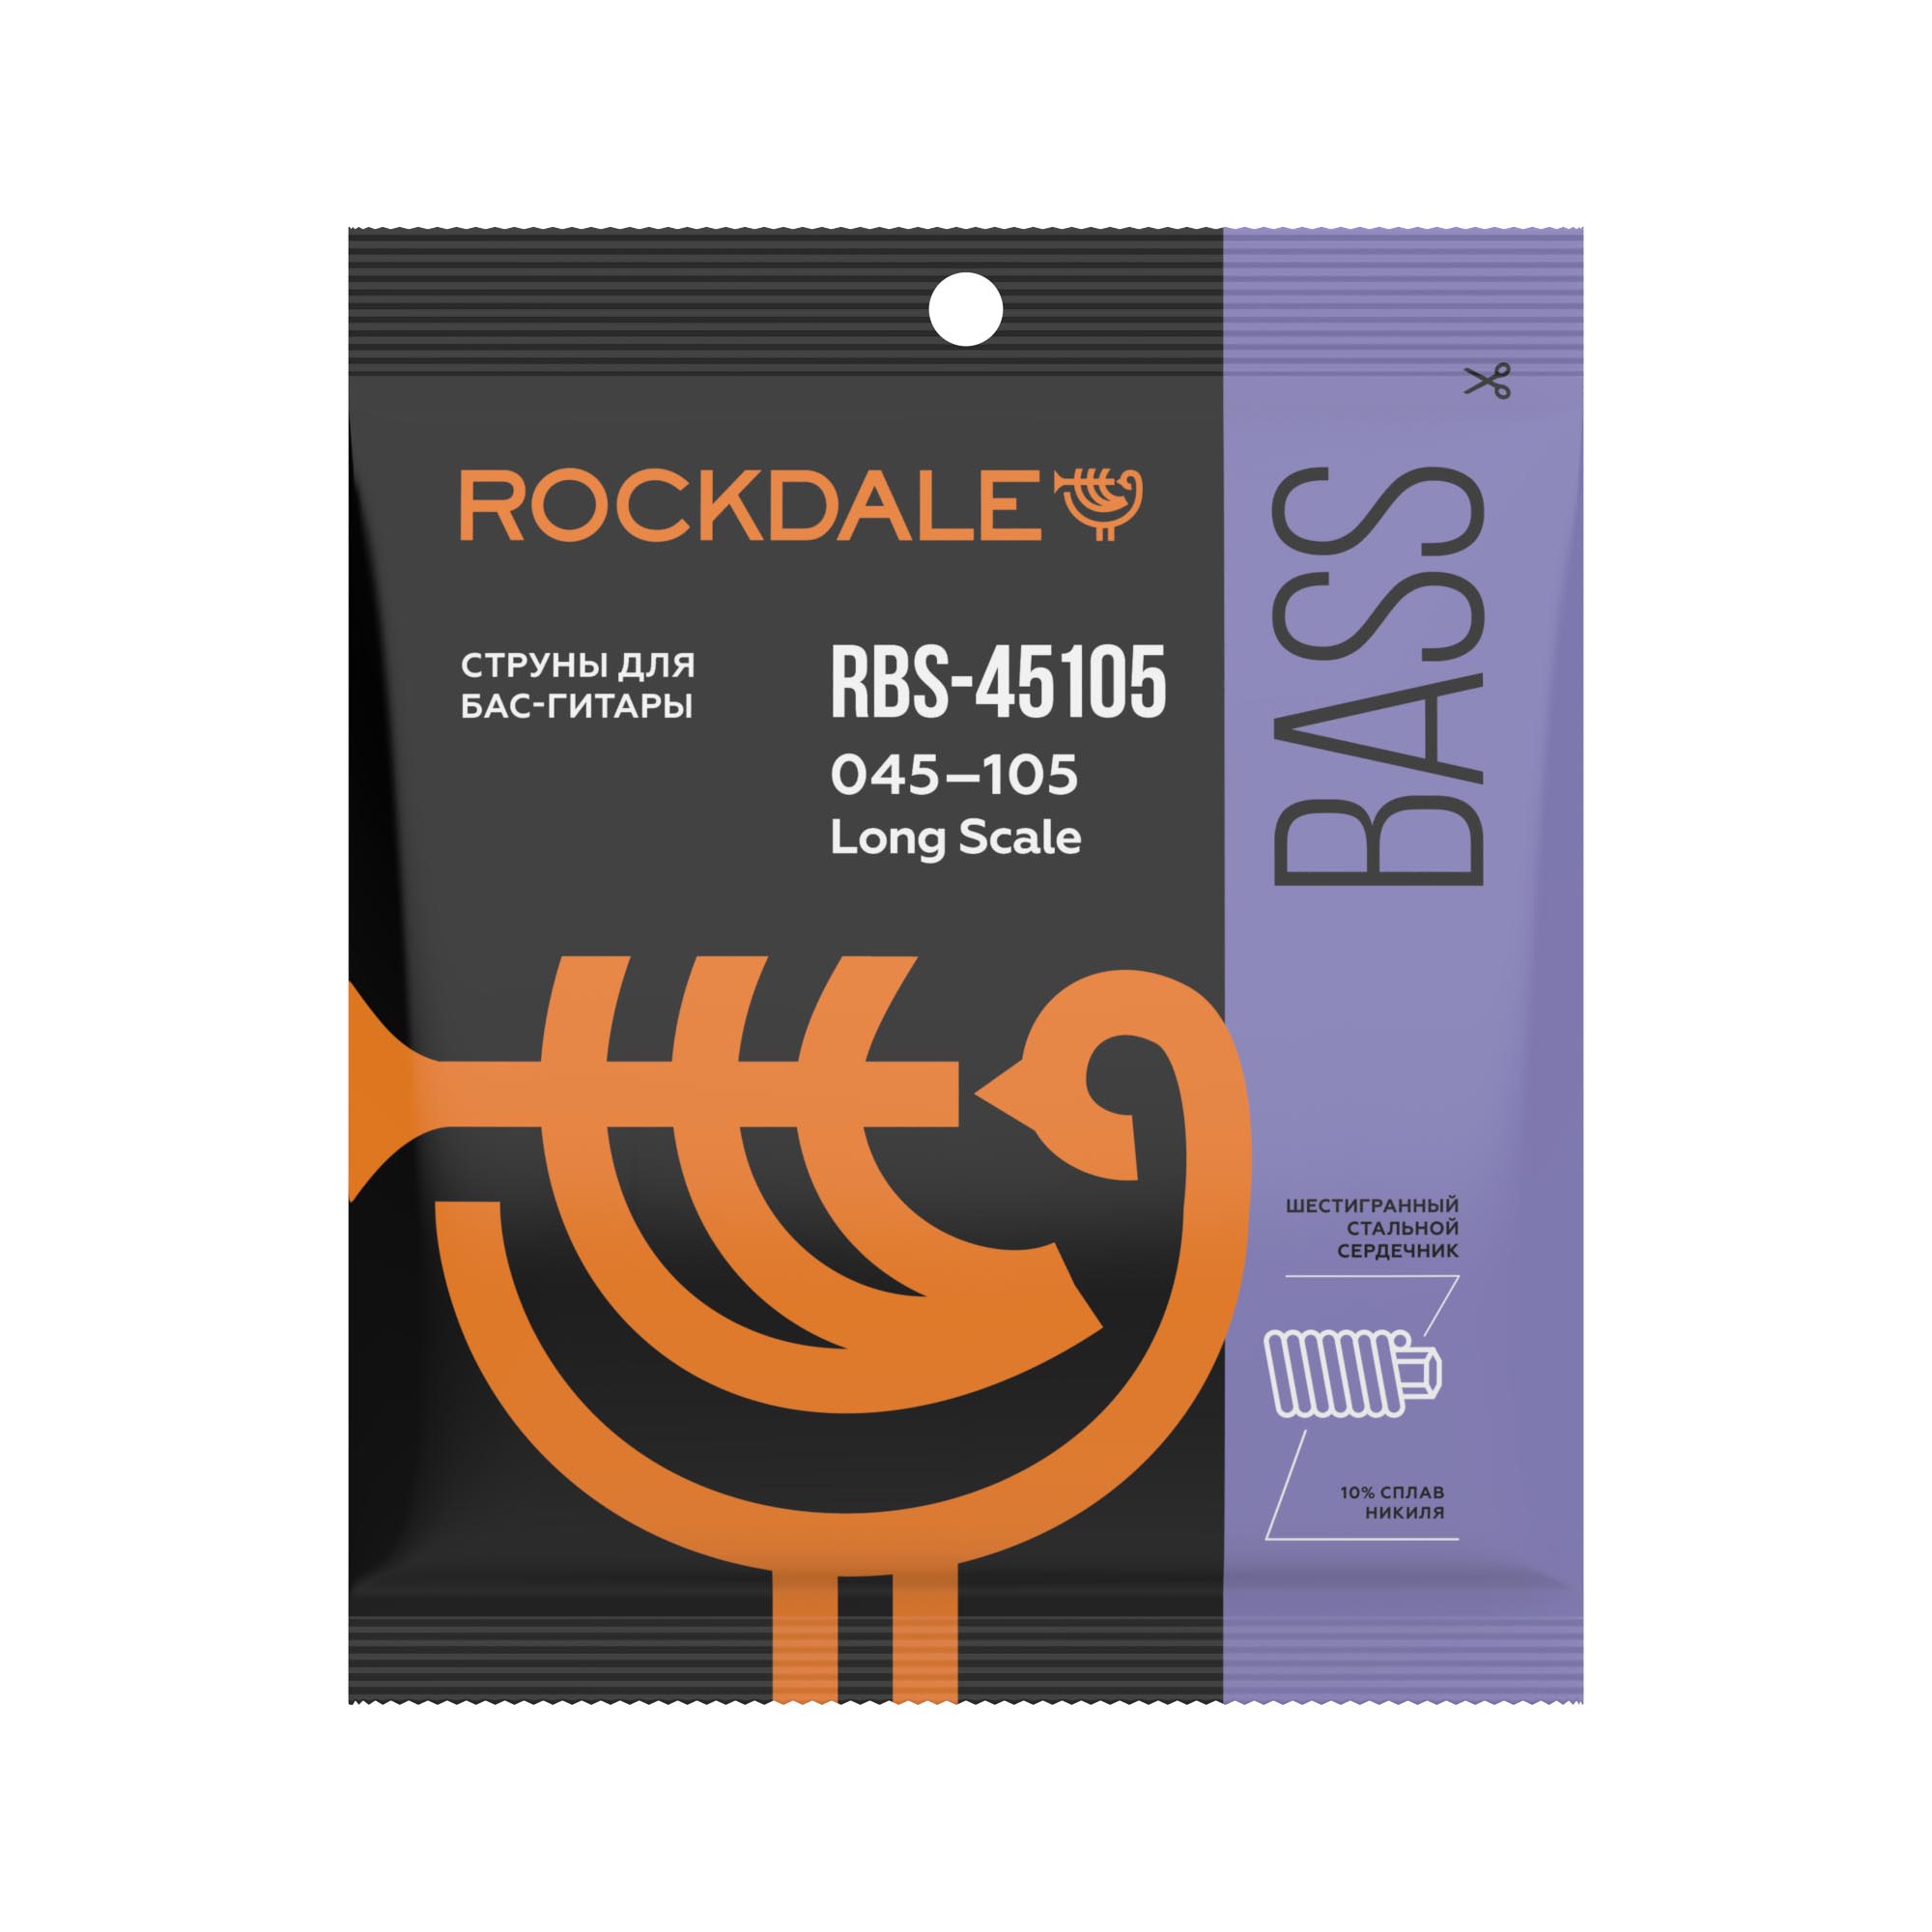 ROCKDALE
СТРУНЫ ДЛЯ
БАС-ГИТАРЫ
RBS-45105
045–105
Long Scale
BASS
ШЕСТИГРАННЫЙ
СТАЛЬНОЙ
СЕРДЕЧНИК
10% СПЛАВ
НИКИЛЯ